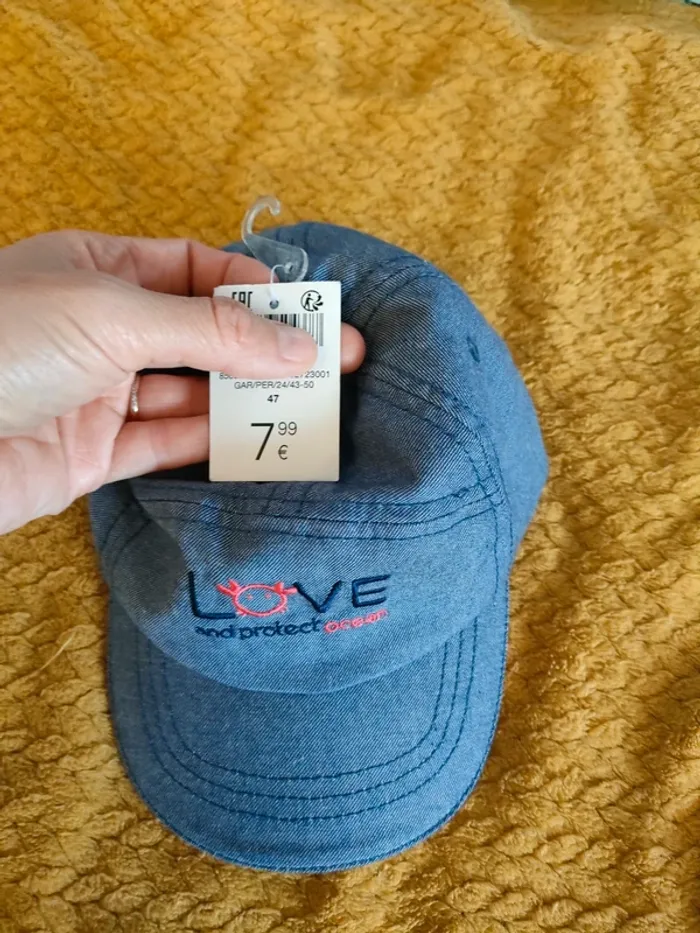 EAC
GAR/PER/24/43-50
47
7 99
€
LOVE
and protect ocean